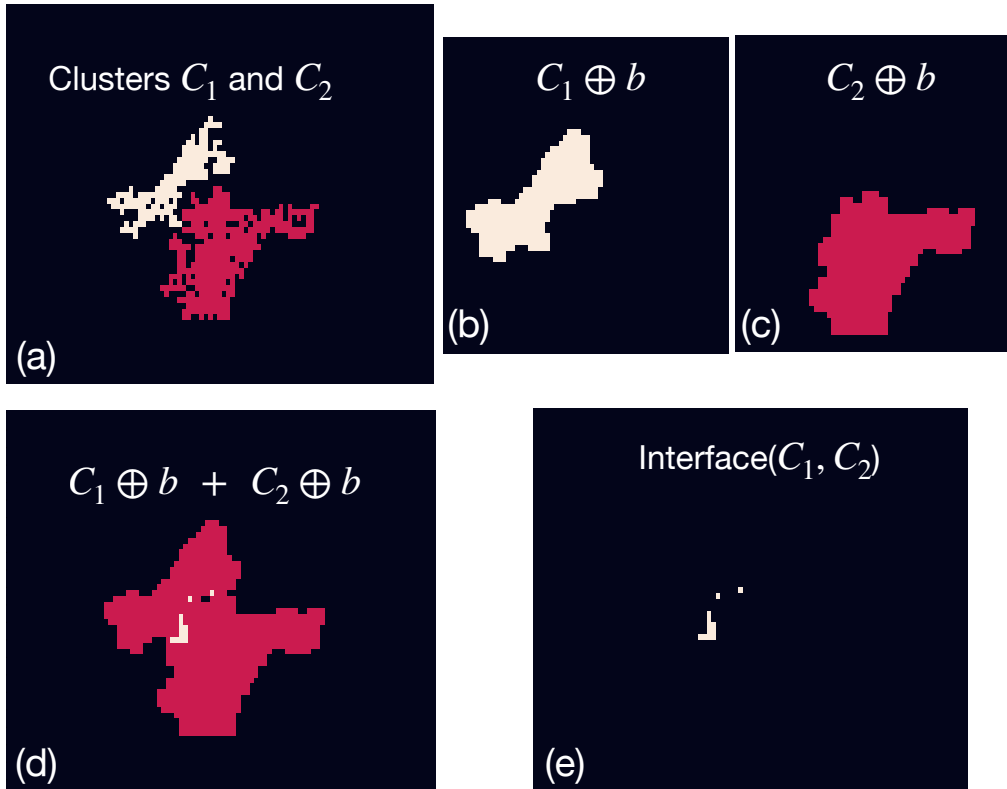 Clusters C₁ and C₂
(a)
C₁ ⊕ b
(b)
C₂ ⊕ b
(c)
C₁ ⊕ b + C₂ ⊕ b
(d)
Interface(C₁, C₂)
(e)